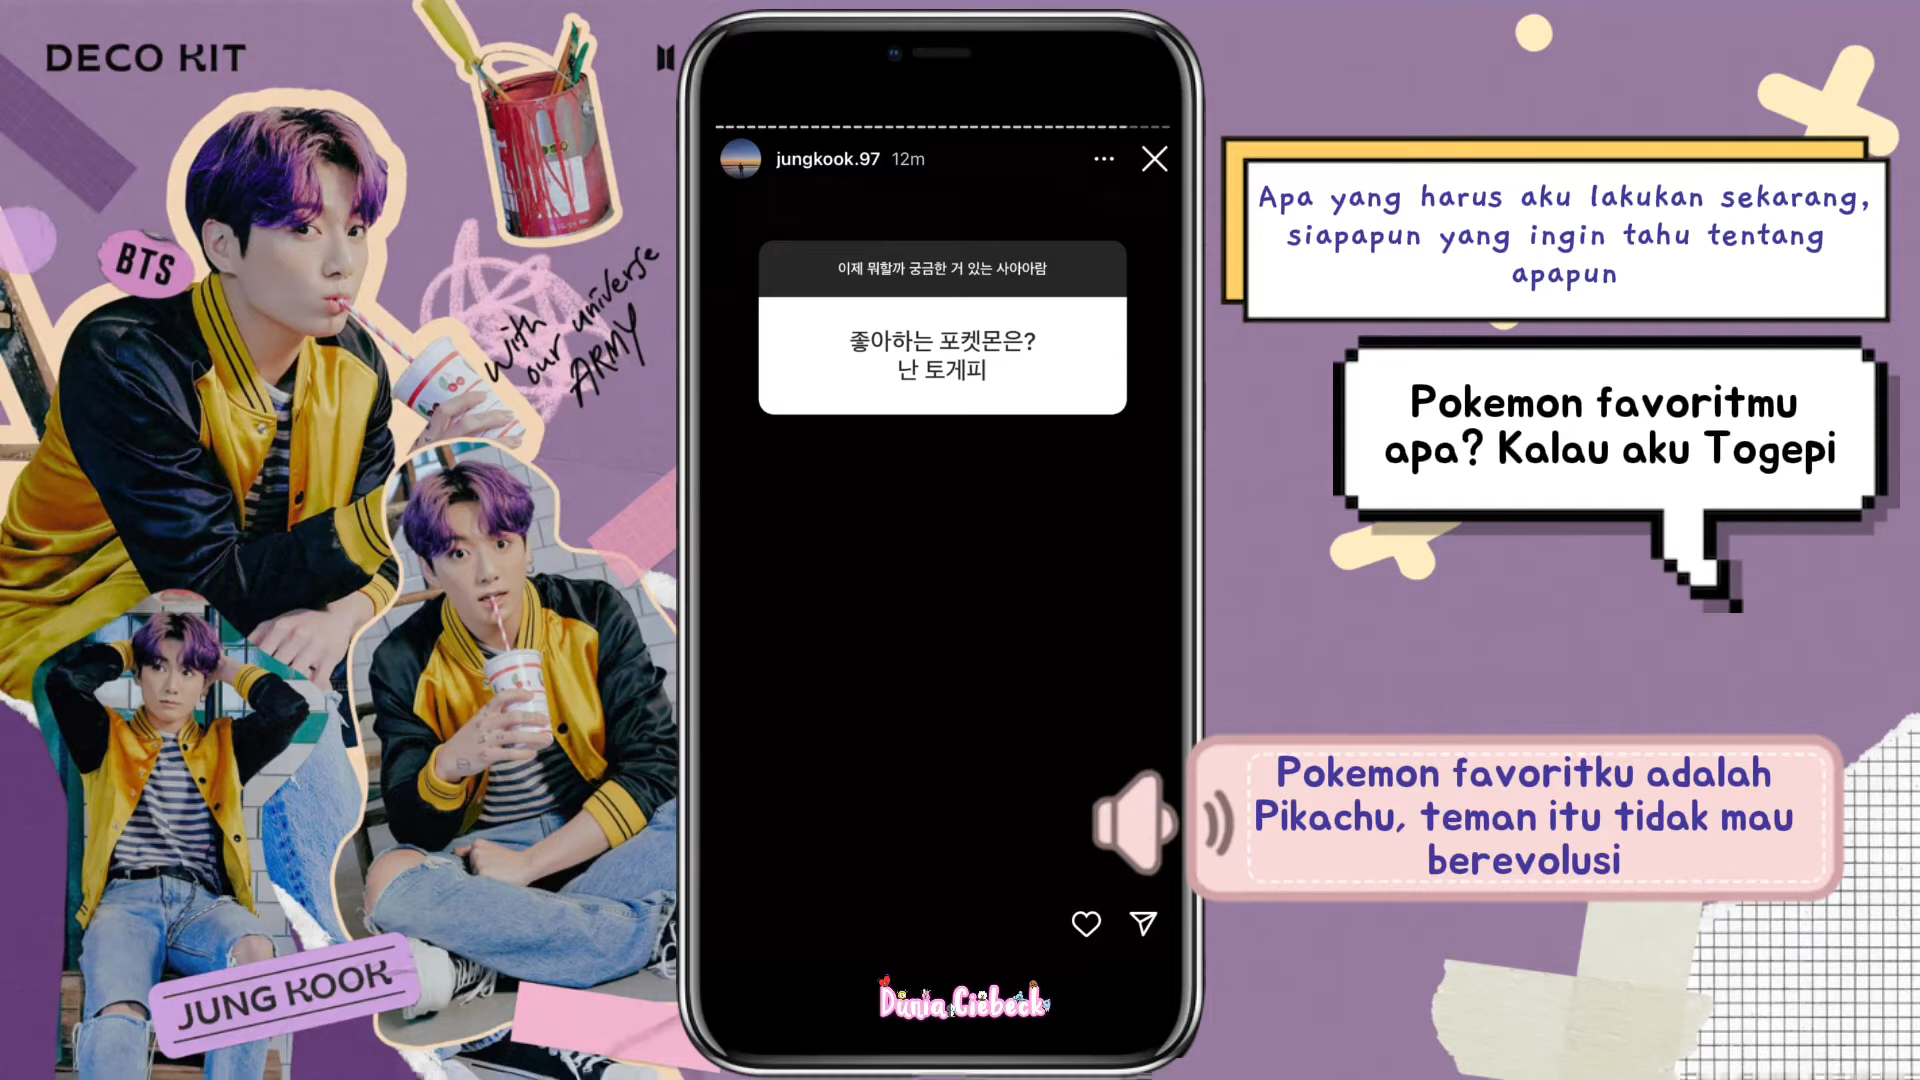 DECO KIT
BTS
With
our universe
ARMY
JUNG KOOK
jungkook.97 12m
이제 뭐할까 궁금한 거 있는 사아아람
좋아하는 포켓몬은?
난 토게피
Dunia Ciebeck
Apa yang harus aku lakukan sekarang,
siapapun yang ingin tahu tentang
apapun
Pokemon favoritmu
apa? Kalau aku Togepi
Pokemon favoritku adalah
Pikachu, teman itu tidak mau
berevolusi